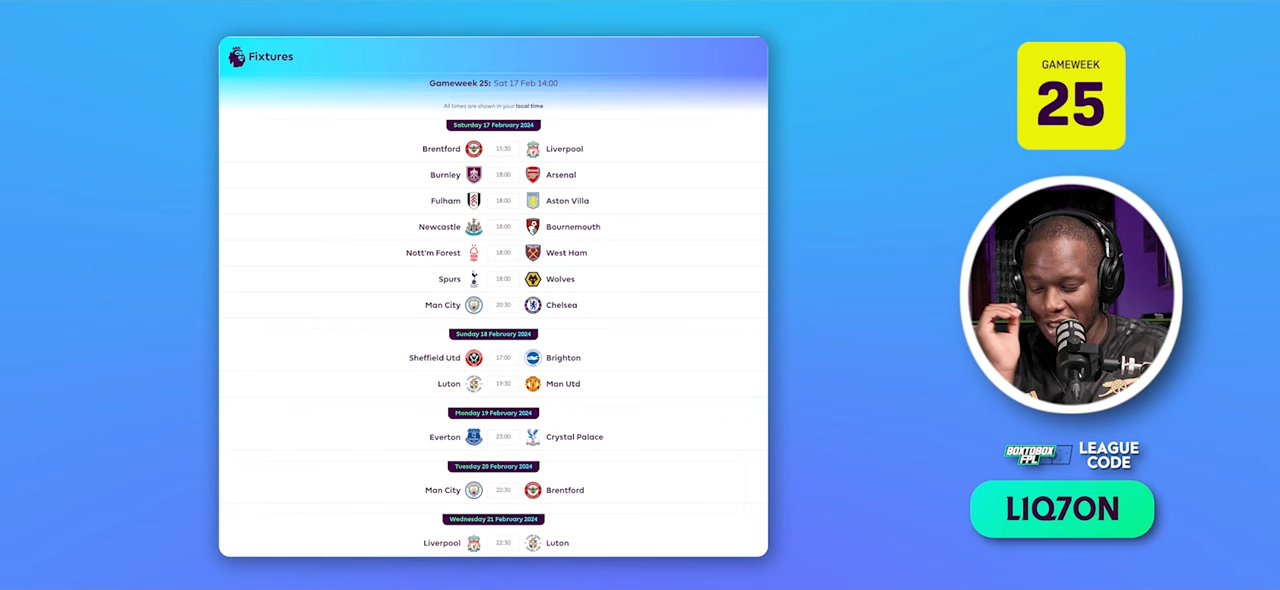 Fixtures
Gameweek 25: Sat 17 Feb 14:00
All times are shown in your local time
Saturday 17 February 2024
Brentford 15:30 Liverpool
Burnley 18:00 Arsenal
Fulham 18:00 Aston Villa
Newcastle 18:00 Bournemouth
Nott'm Forest 18:00 West Ham
Spurs 18:00 Wolves
Man City 20:30 Chelsea
Sunday 18 February 2024
Sheffield Utd 17:00 Brighton
Luton 19:30 Man Utd
Monday 19 February 2024
Everton 23:00 Crystal Palace
Tuesday 20 February 2024
Man City 22:30 Brentford
Wednesday 21 February 2024
Liverpool 22:30 Luton
GAMEWEEK
25
BOXTOBOX
FPL
LEAGUE
CODE
L1Q7ON